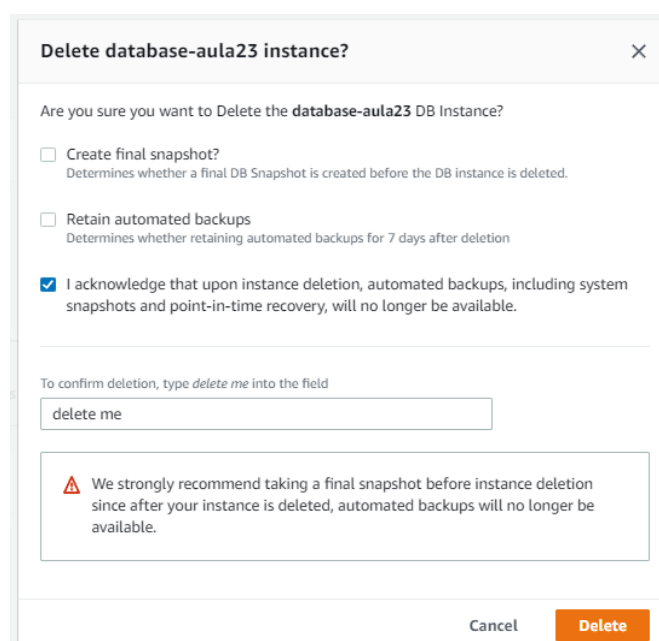 Delete database-aula23 instance?
Are you sure you want to Delete the database-aula23 DB Instance?
Create final snapshot?
Determines whether a final DB Snapshot is created before the DB instance is deleted.
Retain automated backups
Determines whether retaining automated backups for 7 days after deletion
I acknowledge that upon instance deletion, automated backups, including system
snapshots and point-in-time recovery, will no longer be available.
To confirm deletion, type delete me into the field
delete me
We strongly recommend taking a final snapshot before instance deletion
since after your instance is deleted, automated backups will no longer be
available.
Cancel Delete